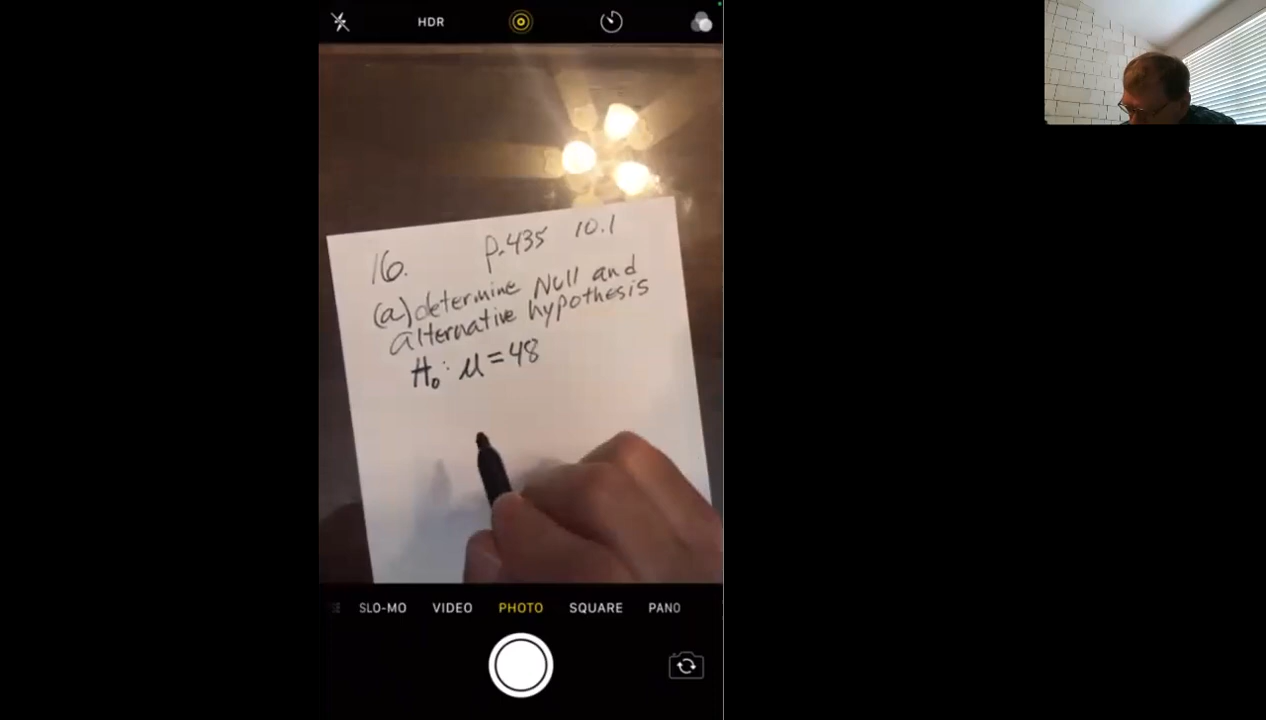 HDR
16. p.435 10.1
(a) determine Null and
alternative hypothesis
H₀: μ = 48
SLO-MO VIDEO PHOTO SQUARE PANO